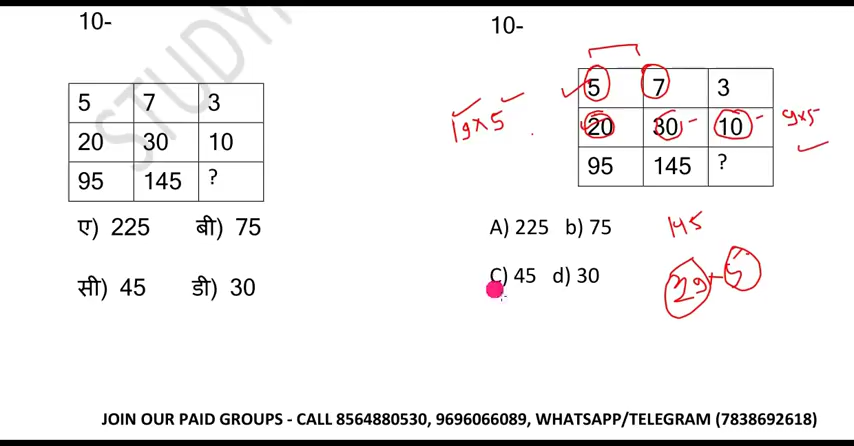 10-
10-
5 7 3
20 30 10
95 145 ?
ए) 225 बी) 75
सी) 45 डी) 30
5 7 3
20 30 10
95 145 ?
19×5
9×5
A) 225 b) 75
C) 45 d) 30
145
29×5
JOIN OUR PAID GROUPS - CALL 8564880530, 9696066089, WHATSAPP/TELEGRAM (7838692618)